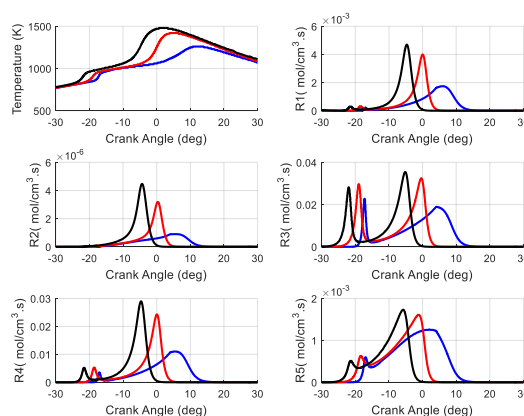 1500
1000
500
Temperature (K)
-30 -20 -10 0 10 20 30
Crank Angle (deg)
×10⁻³
6
4
2
0
R1( mol/cm³.s)
-30 -20 -10 0 10 20 30
Crank Angle (deg)
×10⁻⁶
6
4
2
0
R2( mol/cm³.s)
-30 -20 -10 0 10 20 30
Crank Angle (deg)
0.04
0.02
0
R3( mol/cm³.s)
-30 -20 -10 0 10 20 30
Crank Angle (deg)
0.03
0.02
0.01
0
R4( mol/cm³.s)
-30 -20 -10 0 10 20 30
Crank Angle (deg)
×10⁻³
2
1
0
R5( mol/cm³.s)
-30 -20 -10 0 10 20 30
Crank Angle (deg)